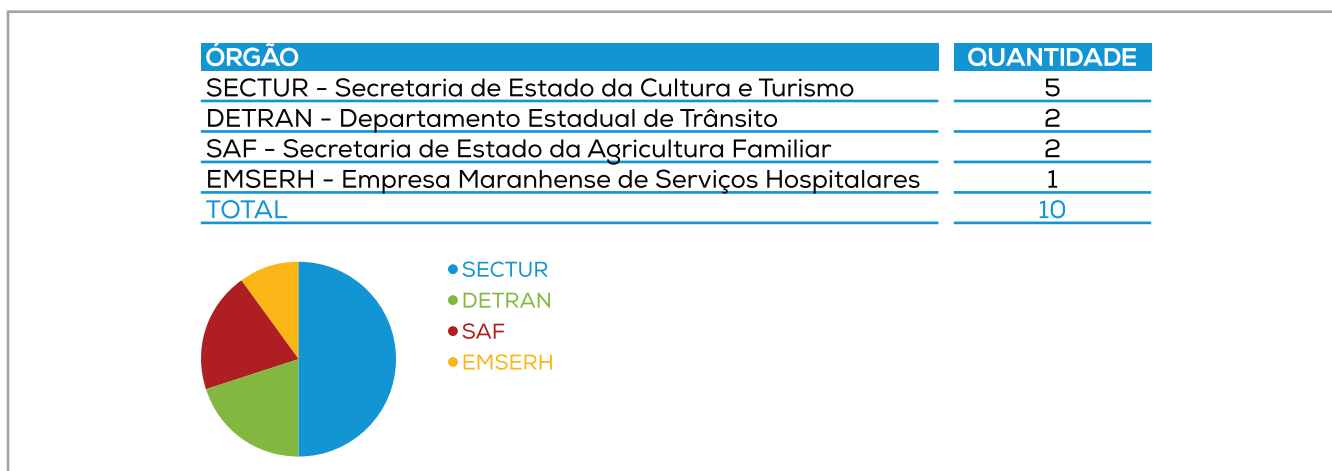 ÓRGÃO QUANTIDADE
SECTUR - Secretaria de Estado da Cultura e Turismo 5
DETRAN - Departamento Estadual de Trânsito 2
SAF - Secretaria de Estado da Agricultura Familiar 2
EMSERH - Empresa Maranhense de Serviços Hospitalares 1
TOTAL 10
SECTUR
DETRAN
SAF
EMSERH